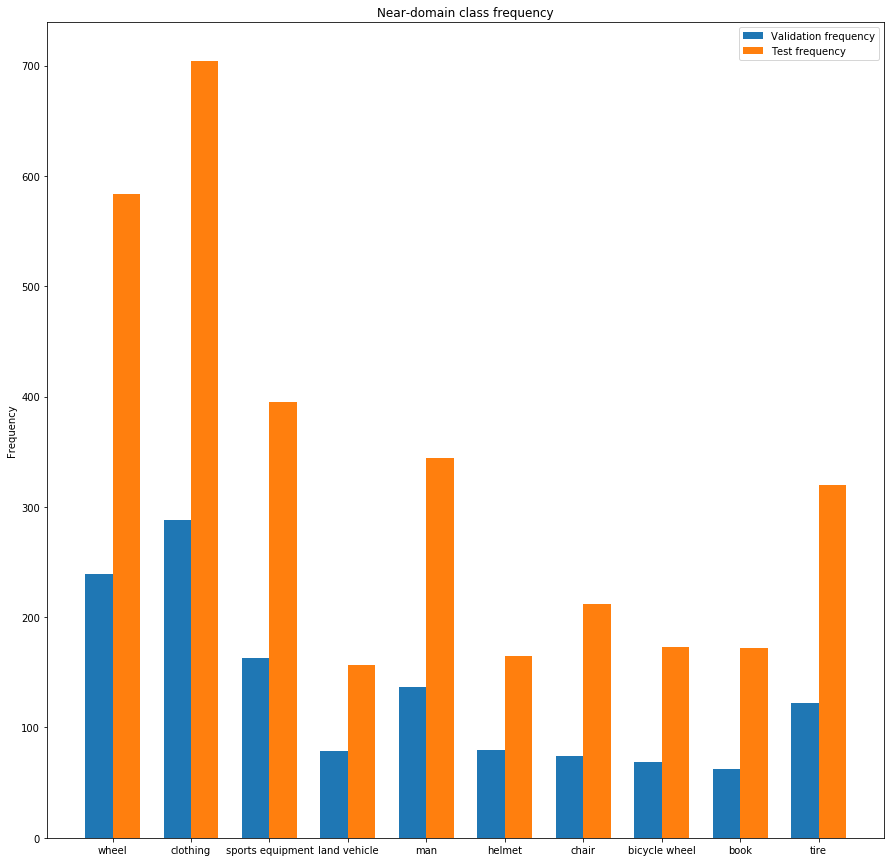 Near-domain class frequency
Validation frequency
Test frequency
700
600
500
400
300
200
100
0
Frequency
wheel clothing sports equipment land vehicle man helmet chair bicycle wheel book tire